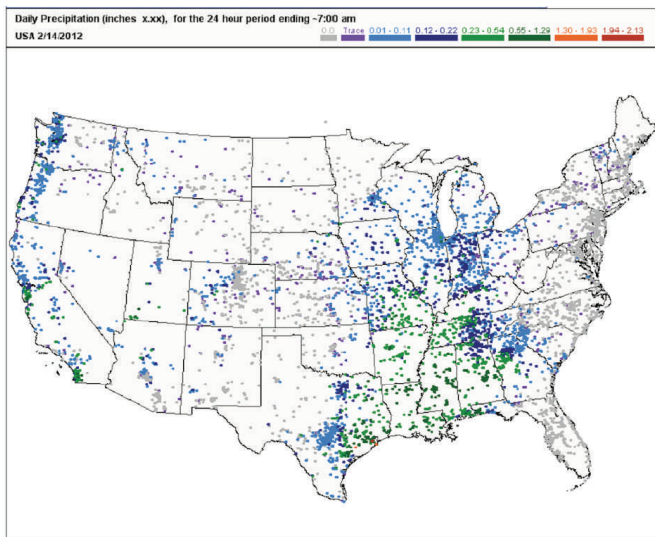 Daily Precipitation (inches x.xx), for the 24 hour period ending ~7:00 am
USA 2/14/2012
0.0 Trace 0.01 - 0.11 0.12 - 0.22 0.23 - 0.54 0.55 - 1.29 1.30 - 1.93 1.94 - 2.13